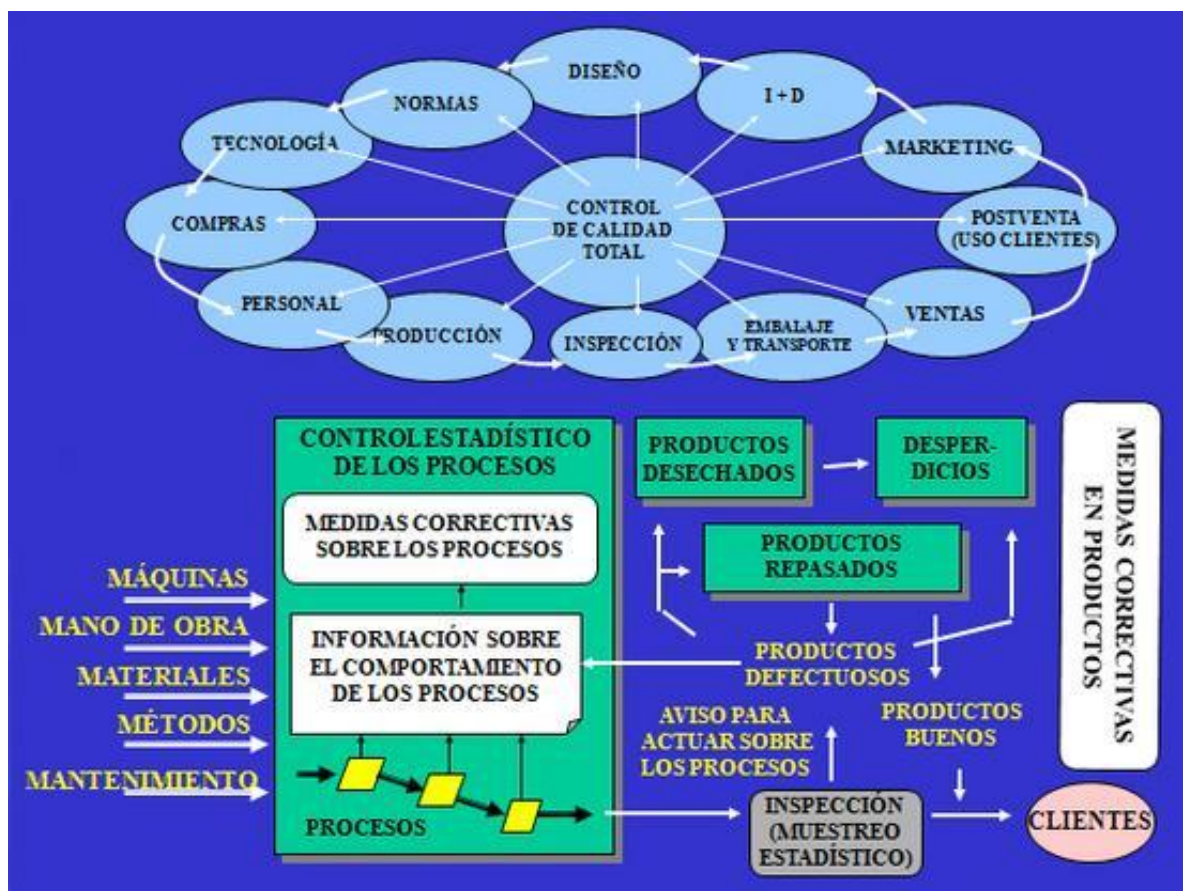 DISEÑO
I + D
NORMAS
MARKETING
TECNOLOGÍA
COMPRAS
CONTROL
DE CALIDAD
TOTAL
POSTVENTA
(USO CLIENTES)
PERSONAL
PRODUCCIÓN
INSPECCIÓN
EMBALAJE
Y TRANSPORTE
VENTAS
CONTROL ESTADÍSTICO
DE LOS PROCESOS
MEDIDAS CORRECTIVAS
SOBRE LOS PROCESOS
INFORMACIÓN SOBRE
EL COMPORTAMIENTO
DE LOS PROCESOS
PROCESOS
MÁQUINAS
MANO DE OBRA
MATERIALES
MÉTODOS
MANTENIMIENTO
PRODUCTOS
DESECHADOS
DESPER-
DICIOS
PRODUCTOS
REPASADOS
PRODUCTOS
DEFECTUOSOS
AVISO PARA
ACTUAR SOBRE
LOS PROCESOS
PRODUCTOS
BUENOS
INSPECCIÓN
(MUESTREO
ESTADÍSTICO)
CLIENTES
MEDIDAS CORRECTIVAS
EN PRODUCTOS